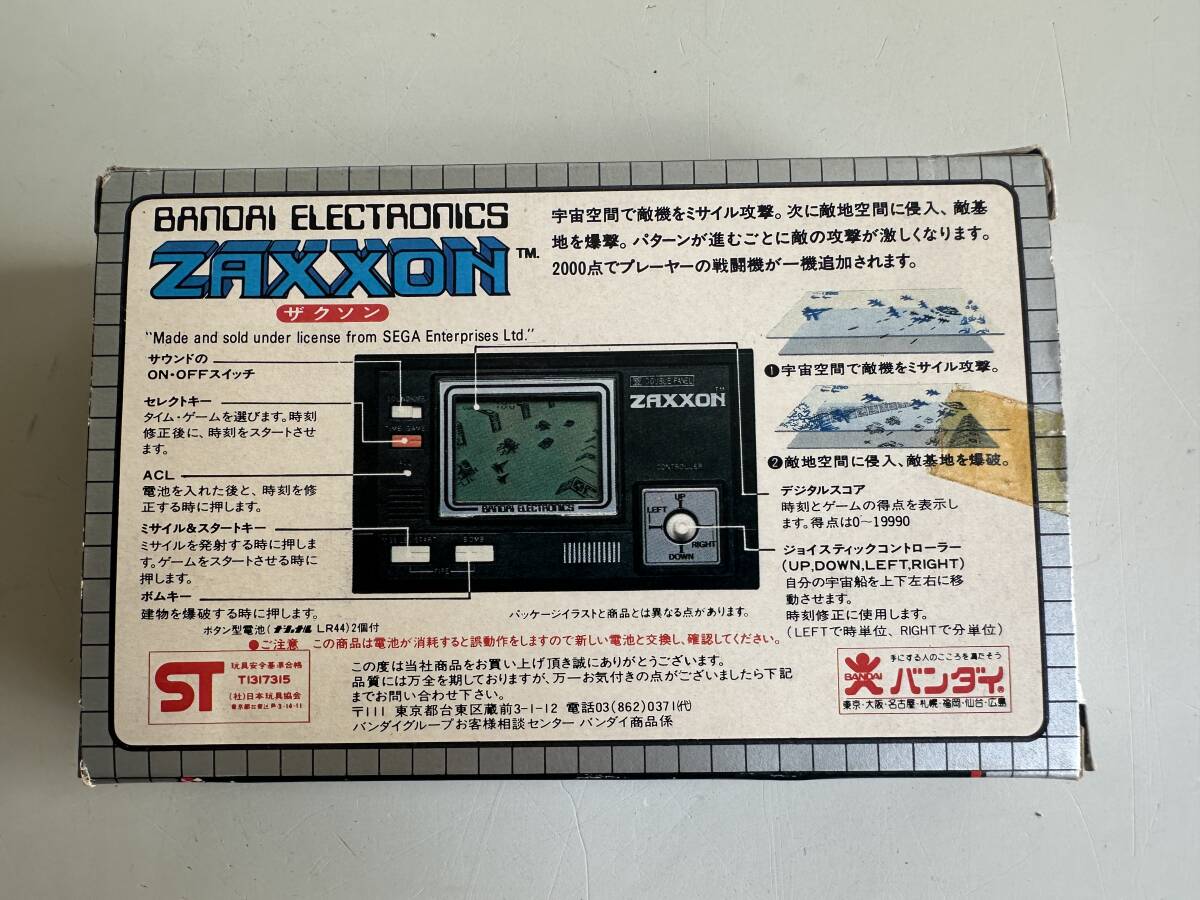 BANDAI ELECTRONICS
ZAXXON™.
ザクソン
"Made and sold under license from SEGA Enterprises Ltd."
宇宙空間で敵機をミサイル攻撃。次に敵地空間に侵入、敵基
地を爆撃。パターンが進むごとに敵の攻撃が激しくなります。
2000点でプレーヤーの戦闘機が一機追加されます。
❶宇宙空間で敵機をミサイル攻撃。
❷敵地空間に侵入、敵基地を爆破。
サウンドの
ON・OFFスイッチ
セレクトキー
タイム・ゲームを選びます。時刻
修正後に、時刻をスタートさせ
ます。
ACL
電池を入れた後と、時刻を修
正する時に押します。
ミサイル&スタートキー
ミサイルを発射する時に押しま
す。ゲームをスタートさせる時に
押します。
ボムキー
建物を爆破する時に押します。
DOUBLE PANEL
ZAXXON™
TIME GAME
CONTROLLER
UP
LEFT
RIGHT
DOWN
BANDAI ELECTRONICS
START
BOMB
デジタルスコア
時刻とゲームの得点を表示し
ます。得点は0~19990
ジョイスティックコントローラー
(UP,DOWN,LEFT,RIGHT)
自分の宇宙船を上下左右に移
動させます。
時刻修正に使用します。
(LEFTで時単位、RIGHTで分単位)
パッケージイラストと商品とは異なる点があります。
ボタン型電池(ナショナル LR44)2個付
●ご注意 この商品は電池が消耗すると誤動作をしますので新しい電池と交換し、確認してください。
ST
玩具安全基準合格
T1317315
(社)日本玩具協会
この度は当社商品をお買い上げ頂き誠にありがとうございます。
品質には万全を期しておりますが、万一お気付きの点がございましたら下記
までお問い合わせ下さい。
〒111 東京都台東区蔵前3-1-12 電話03(862)0371(代)
バンダイグループお客様相談センター バンダイ商品係
手にする人のこころを満たそう
BANDAI バンダイ
東京・大阪・名古屋・札幌・福岡・仙台・広島